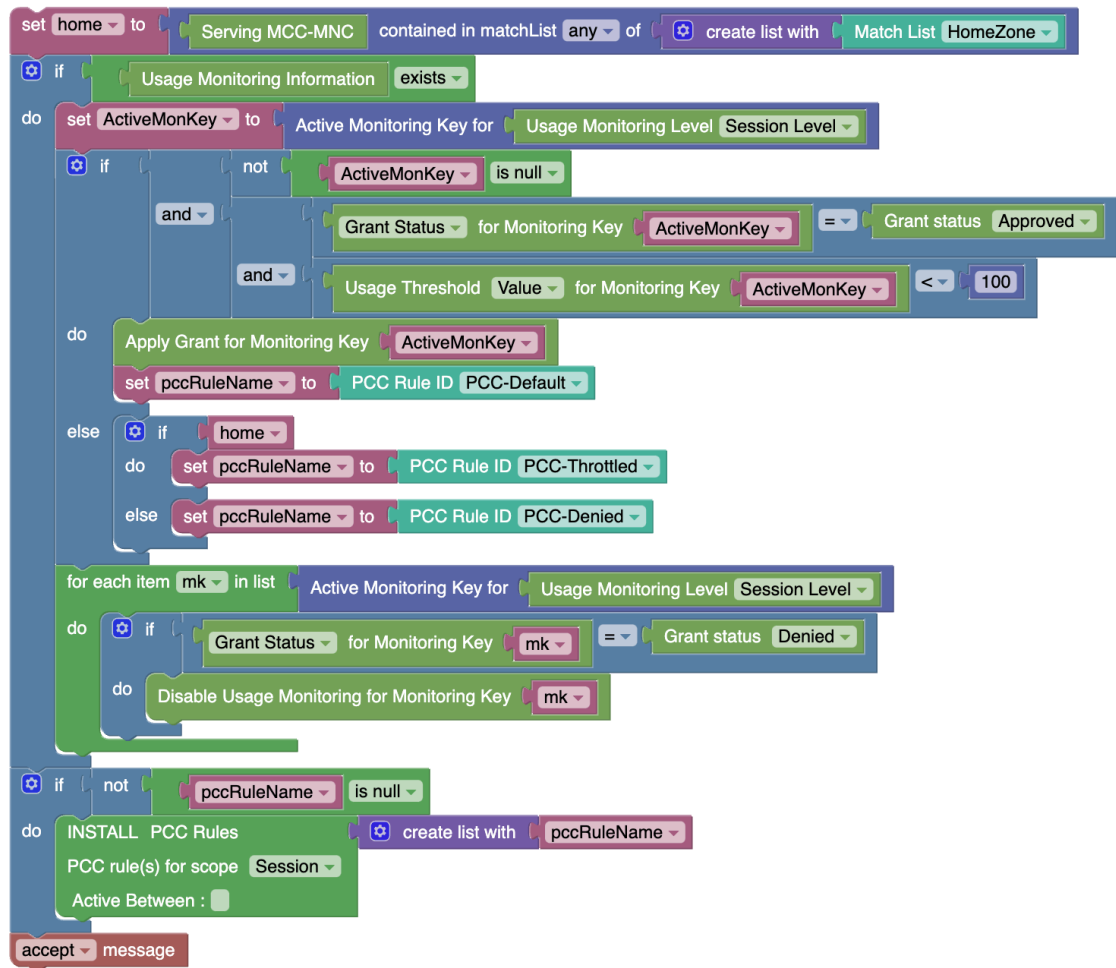 set home to Serving MCC-MNC contained in matchList any of create list with Match List HomeZone
if Usage Monitoring Information exists
do set ActiveMonKey to Active Monitoring Key for Usage Monitoring Level Session Level
if not ActiveMonKey is null
and Grant Status for Monitoring Key ActiveMonKey = Grant status Approved
and Usage Threshold Value for Monitoring Key ActiveMonKey < 100
do Apply Grant for Monitoring Key ActiveMonKey
set pccRuleName to PCC Rule ID PCC-Default
else if home
do set pccRuleName to PCC Rule ID PCC-Throttled
else set pccRuleName to PCC Rule ID PCC-Denied
for each item mk in list Active Monitoring Key for Usage Monitoring Level Session Level
do if Grant Status for Monitoring Key mk = Grant status Denied
do Disable Usage Monitoring for Monitoring Key mk
if not pccRuleName is null
do INSTALL PCC Rules create list with pccRuleName
PCC rule(s) for scope Session
Active Between :
accept message